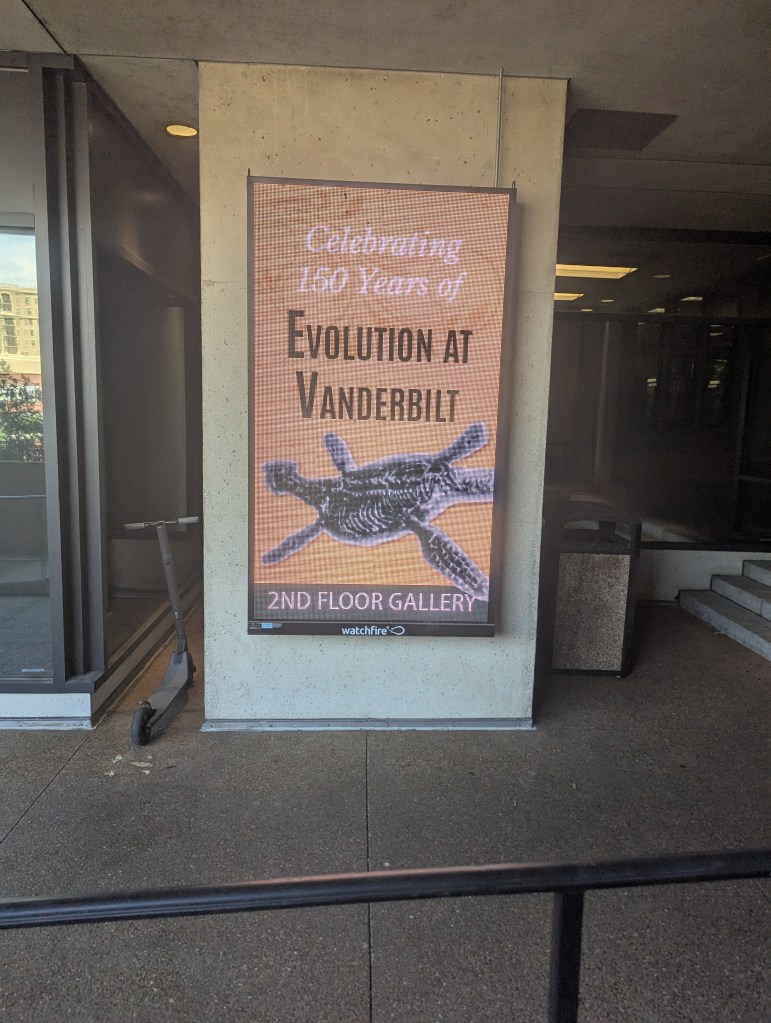 Celebrating
150 Years of
EVOLUTION AT
VANDERBILT
2ND FLOOR GALLERY
watchfire®